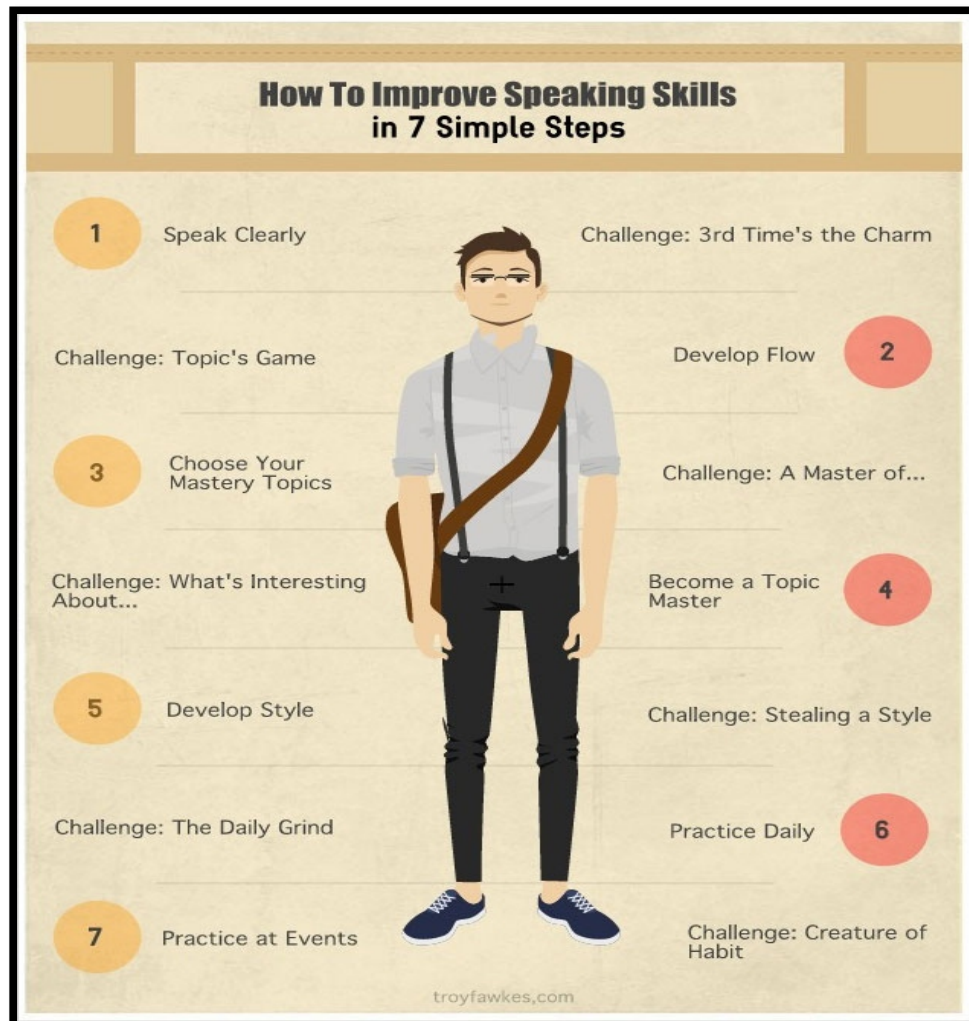 How To Improve Speaking Skills
in 7 Simple Steps
1
Speak Clearly
Challenge: 3rd Time's the Charm
Challenge: Topic's Game
Develop Flow
2
3
Choose Your
Mastery Topics
Challenge: A Master of...
Challenge: What's Interesting
About...
Become a Topic
Master
4
5
Develop Style
Challenge: Stealing a Style
Challenge: The Daily Grind
Practice Daily
6
7
Practice at Events
Challenge: Creature of
Habit
troyfawkes,com